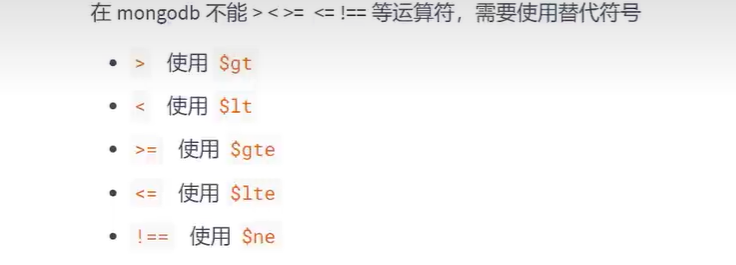 在 mongodb 不能 > < >= <= !== 等运算符，需要使用替代符号
> 使用 $gt
< 使用 $lt
>= 使用 $gte
<= 使用 $lte
!== 使用 $ne